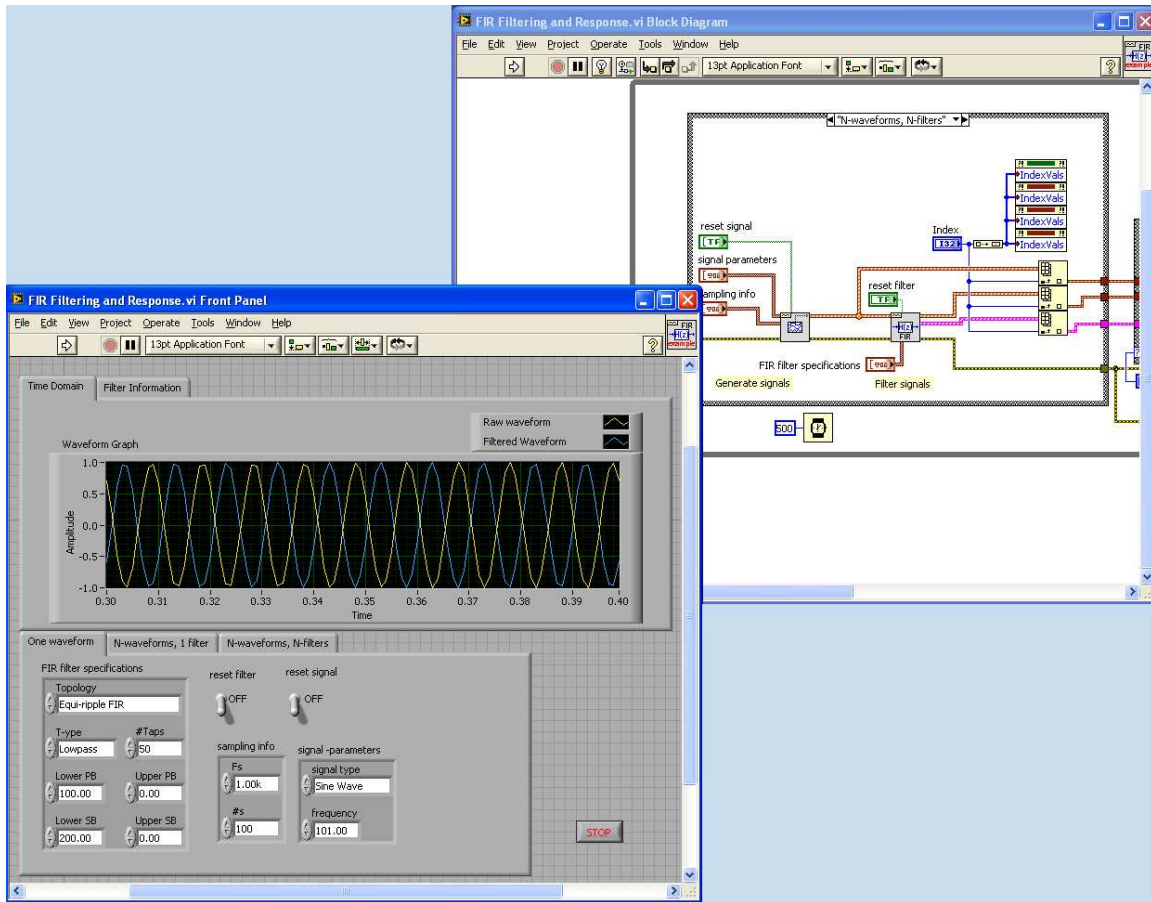 FIR Filtering and Response.vi Block Diagram
File Edit View Project Operate Tools Window Help
13pt Application Font
?
FIR
H(z)
example
"N-waveforms, N-filters"
IndexVals
IndexVals
IndexVals
IndexVals
reset signal
TF
Index
I32
signal parameters
reset filter
TF
sampling info
H(z)
FIR
FIR filter specifications
Generate signals
Filter signals
500
FIR Filtering and Response.vi Front Panel
File Edit View Project Operate Tools Window Help
13pt Application Font
?
FIR
H(z)
example
Time Domain
Filter Information
Raw waveform
Filtered Waveform
Waveform Graph
1.0
0.5
0.0
-0.5
-1.0
Amplitude
0.30 0.31 0.32 0.33 0.34 0.35 0.36 0.37 0.38 0.39 0.40
Time
One waveform
N-waveforms, 1 filter
N-waveforms, N-filters
FIR filter specifications
Topology
Equi-ripple FIR
T-ype
#Taps
Lowpass
50
Lower PB
Upper PB
100.00
0.00
Lower SB
Upper SB
200.00
0.00
reset filter
OFF
reset signal
OFF
sampling info
Fs
1.00k
#s
100
signal -parameters
signal type
Sine Wave
frequency
101.00
STOP